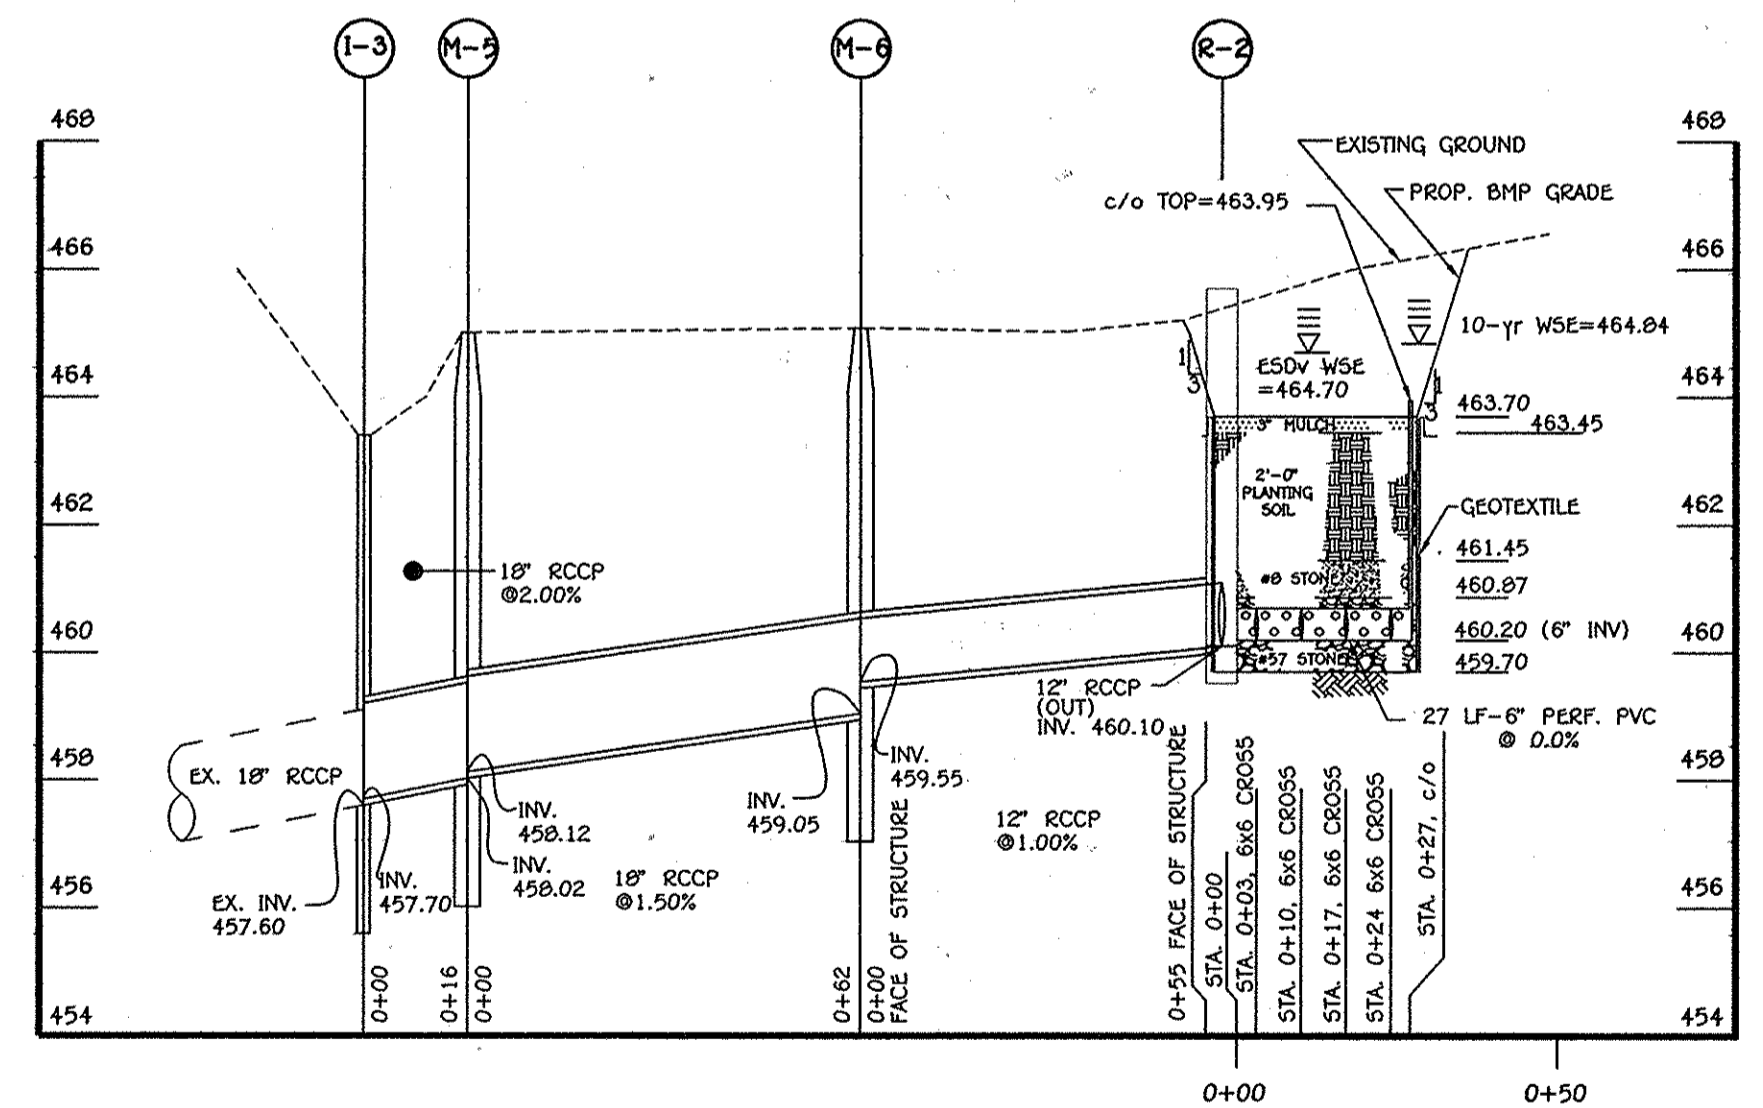 I-3
M-5
M-6
R-2
468
468
EXISTING GROUND
PROP. BMP GRADE
c/o TOP=463.95
466
466
10-yr WSE=464.84
ESDv WSE
=464.70
1
3
1
3
464
464
463.70
463.45
3" MULCH
2'-0"
PLANTING
SOIL
462
462
GEOTEXTILE
461.45
18" RCCP
@2.00%
#8 STONE
460.87
460
460
460.20 (6" INV)
459.70
#57 STONE
12" RCCP
(OUT)
INV. 460.10
27 LF-6" PERF. PVC
@ 0.0%
458
458
EX. 18" RCCP
INV.
459.55
INV.
459.05
INV.
458.12
INV.
458.02
12" RCCP
@1.00%
18" RCCP
@1.50%
456
456
EX. INV.
457.60
INV.
457.70
0+00
0+16
0+00
0+62
0+00
FACE OF STRUCTURE
0+55 FACE OF STRUCTURE
STA. 0+00
STA. 0+03, 6x6 CROSS
STA. 0+10, 6x6 CROSS
STA. 0+17, 6x6 CROSS
STA. 0+24 6x6 CROSS
STA. 0+27, c/o
454
454
0+00
0+50